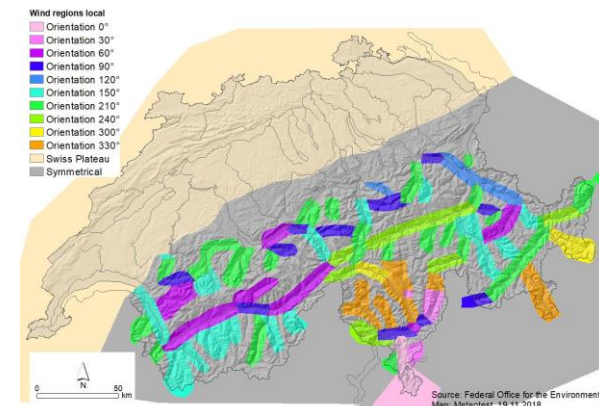 Wind regions local
Orientation 0°
Orientation 30°
Orientation 60°
Orientation 90°
Orientation 120°
Orientation 150°
Orientation 210°
Orientation 240°
Orientation 300°
Orientation 330°
Swiss Plateau
Symmetrical
N
0 50
km
Source: Federal Office for the Environment
Map: Meteotest, 19.11.2018